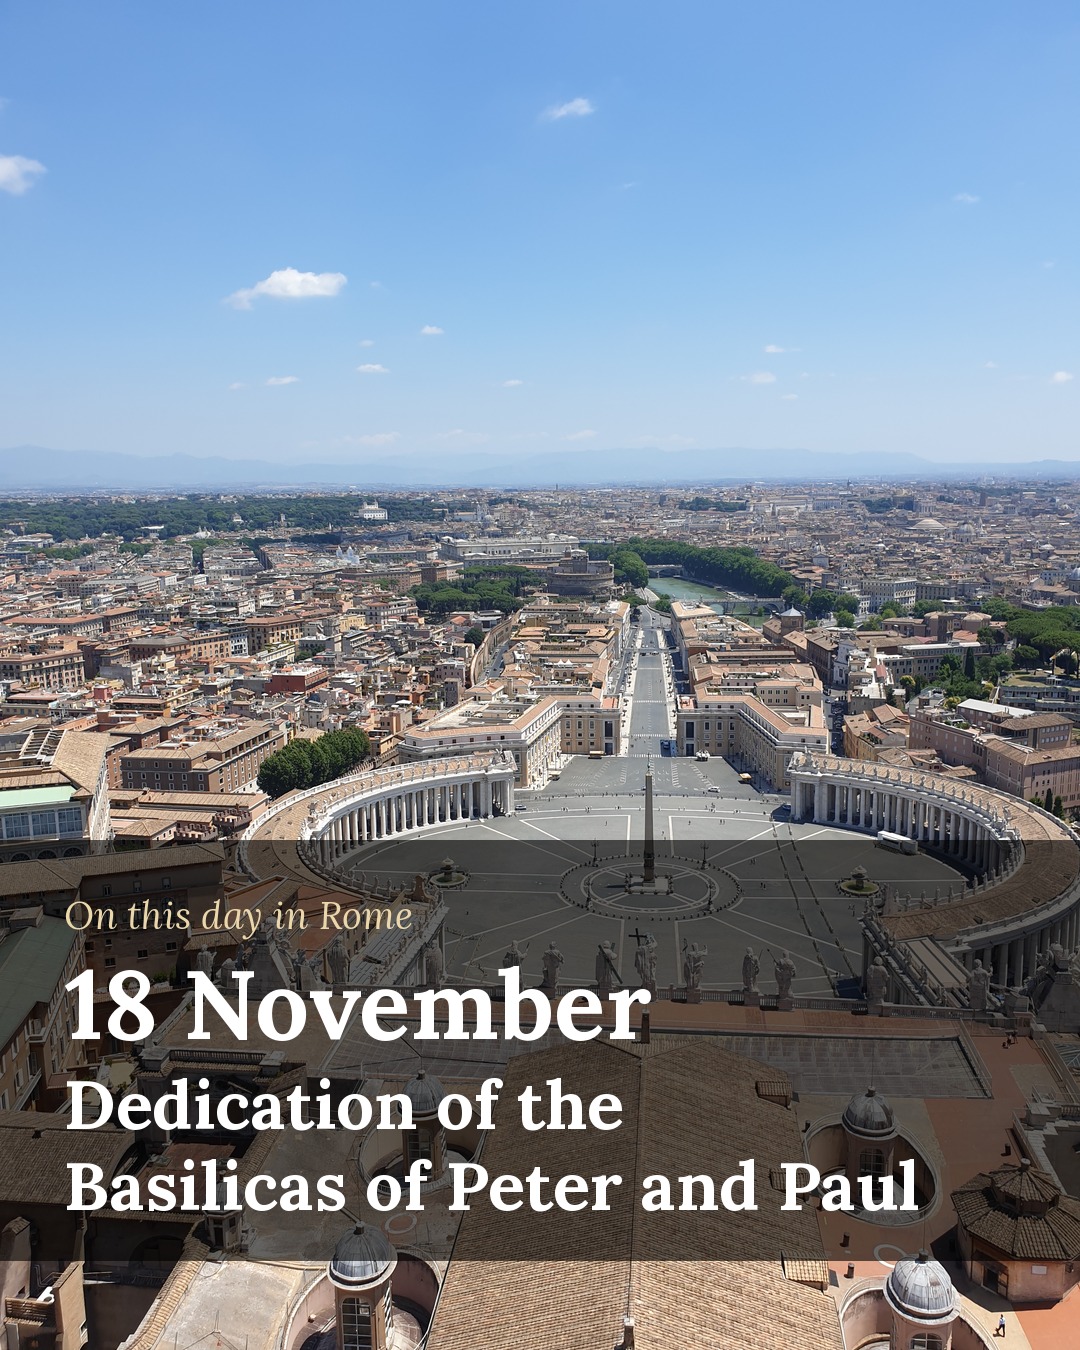 On this day in Rome
18 November
Dedication of the
Basilicas of Peter and Paul